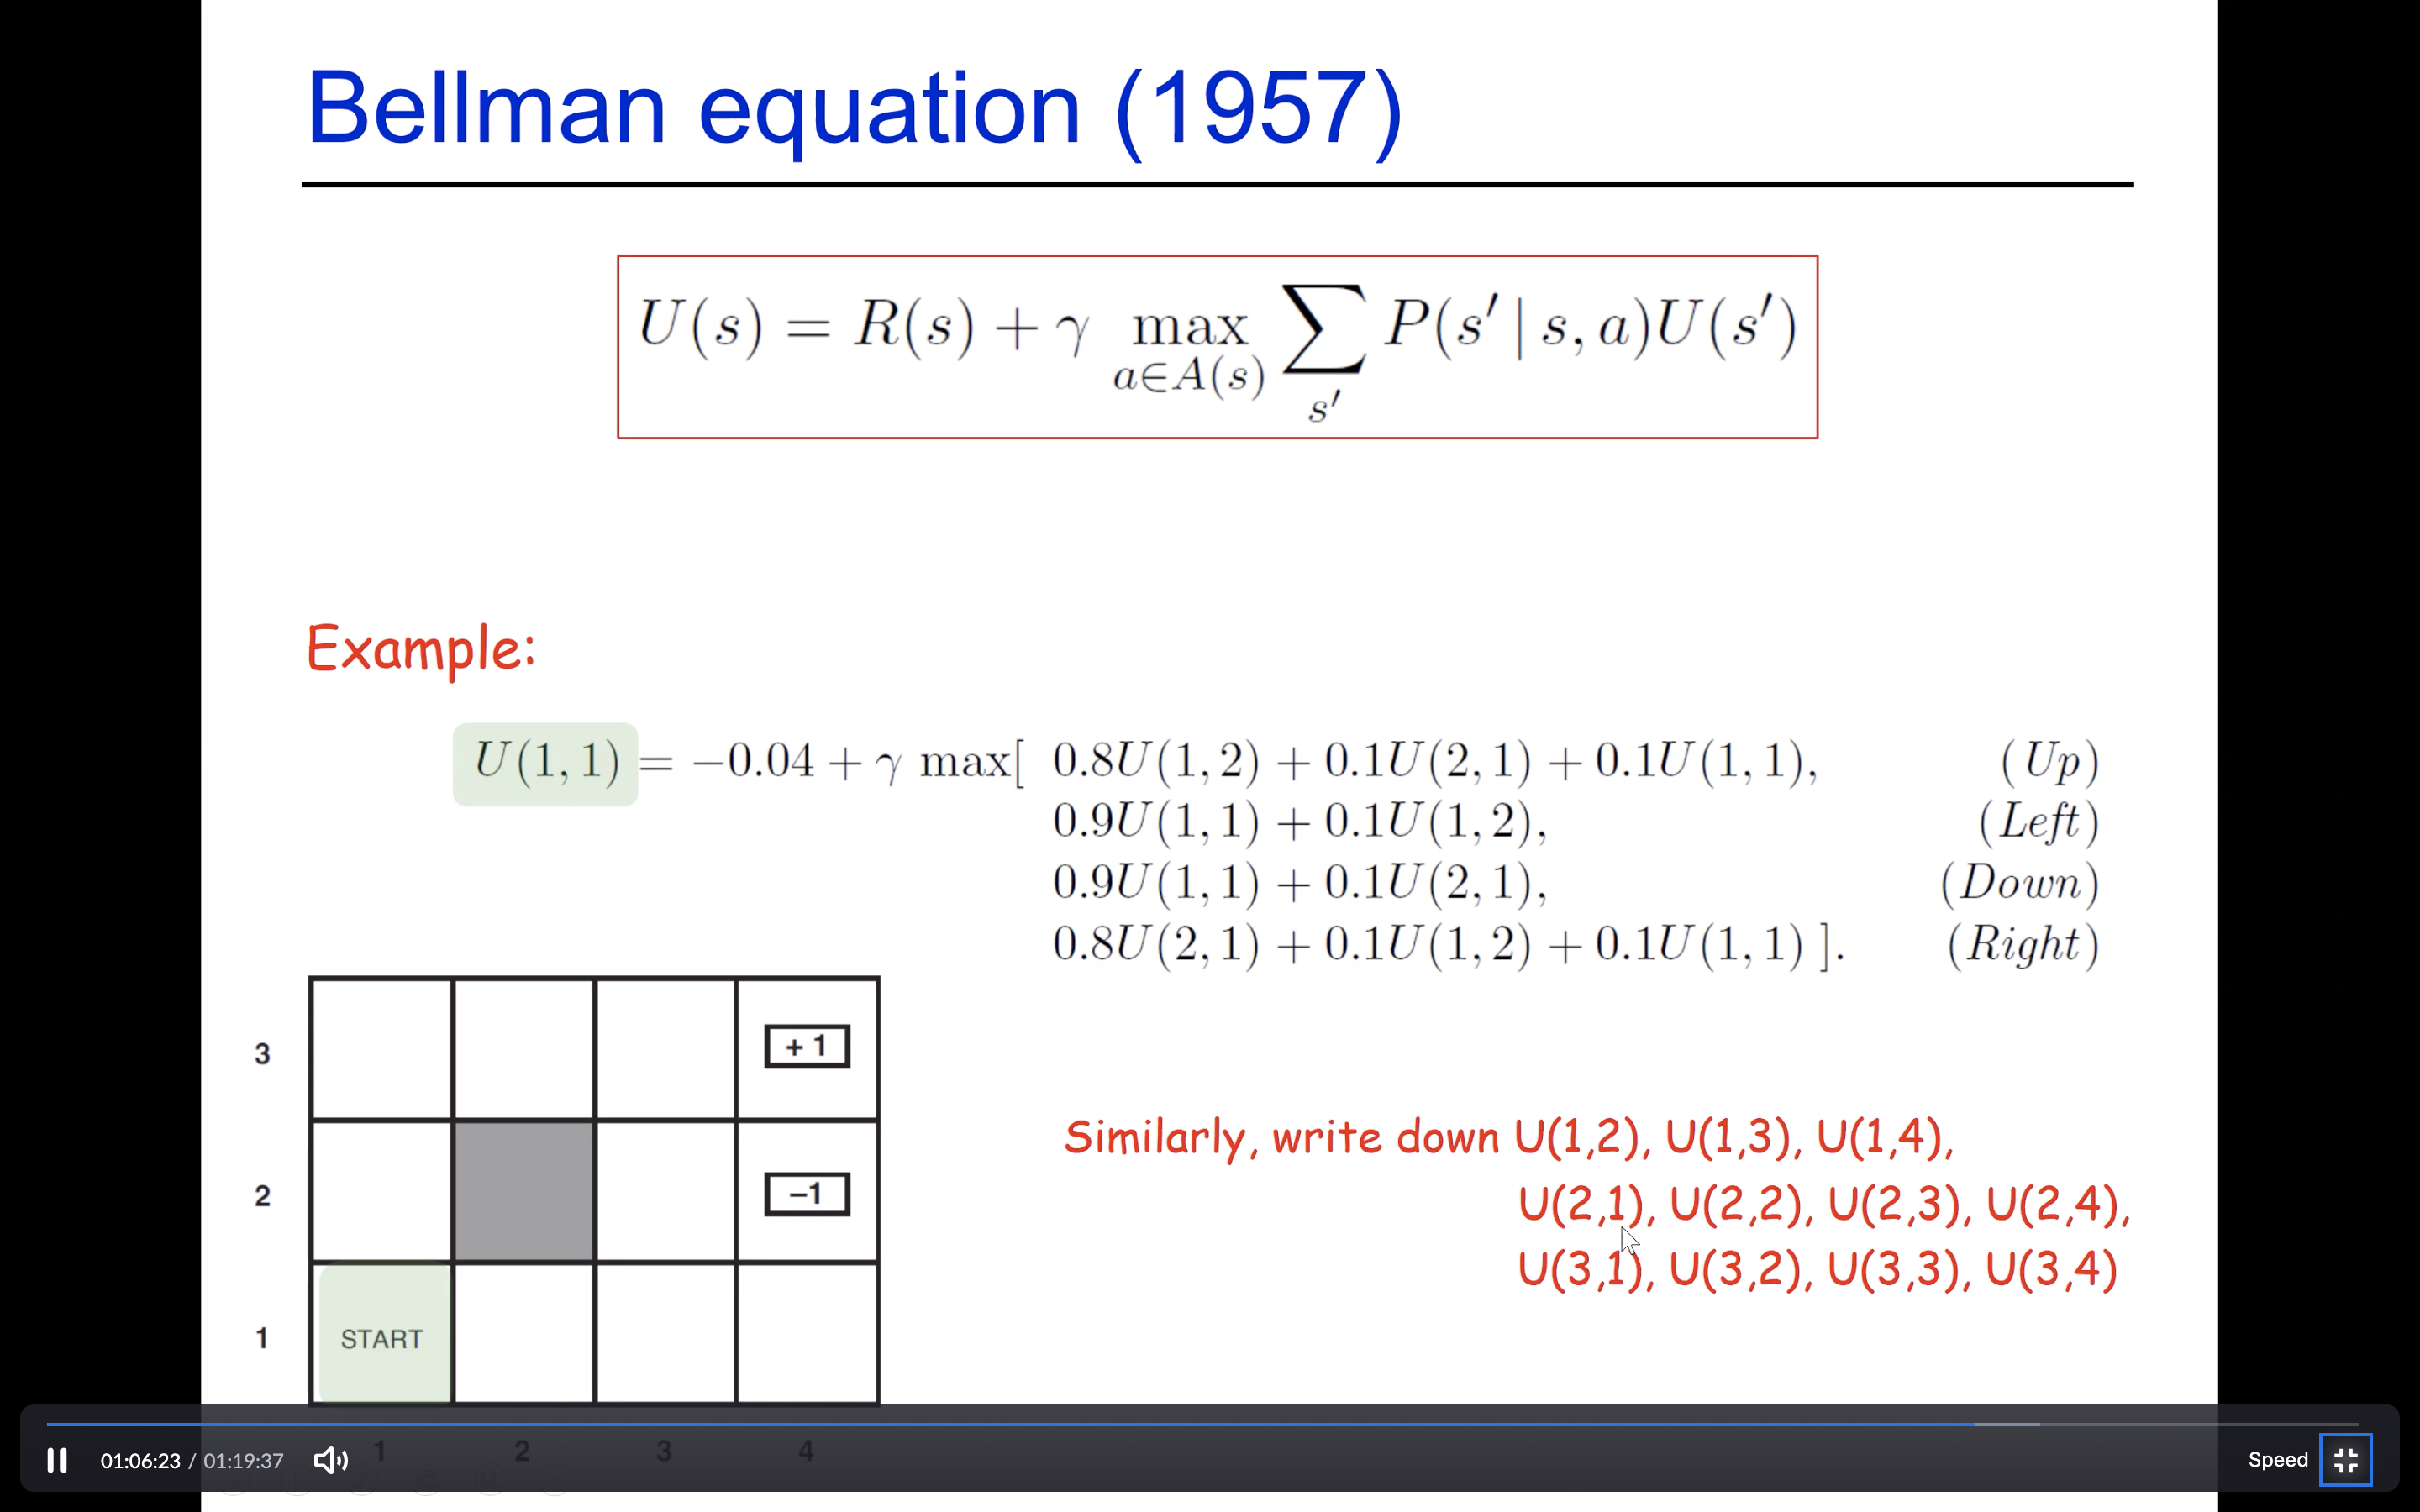 Bellman equation (1957)
U(s) = R(s) + γ max_{a∈A(s)} ∑_{s′} P(s′ | s, a)U(s′)
Example:
U(1, 1) = −0.04 + γ max[ 0.8U(1, 2) + 0.1U(2, 1) + 0.1U(1, 1), (Up)
0.9U(1, 1) + 0.1U(1, 2), (Left)
0.9U(1, 1) + 0.1U(2, 1), (Down)
0.8U(2, 1) + 0.1U(1, 2) + 0.1U(1, 1) ]. (Right)
3 + 1
2 −1
1 START
1 2 3 4
Similarly, write down U(1,2), U(1,3), U(1,4),
U(2,1), U(2,2), U(2,3), U(2,4),
U(3,1), U(3,2), U(3,3), U(3,4)
01:06:23 / 01:19:37
Speed